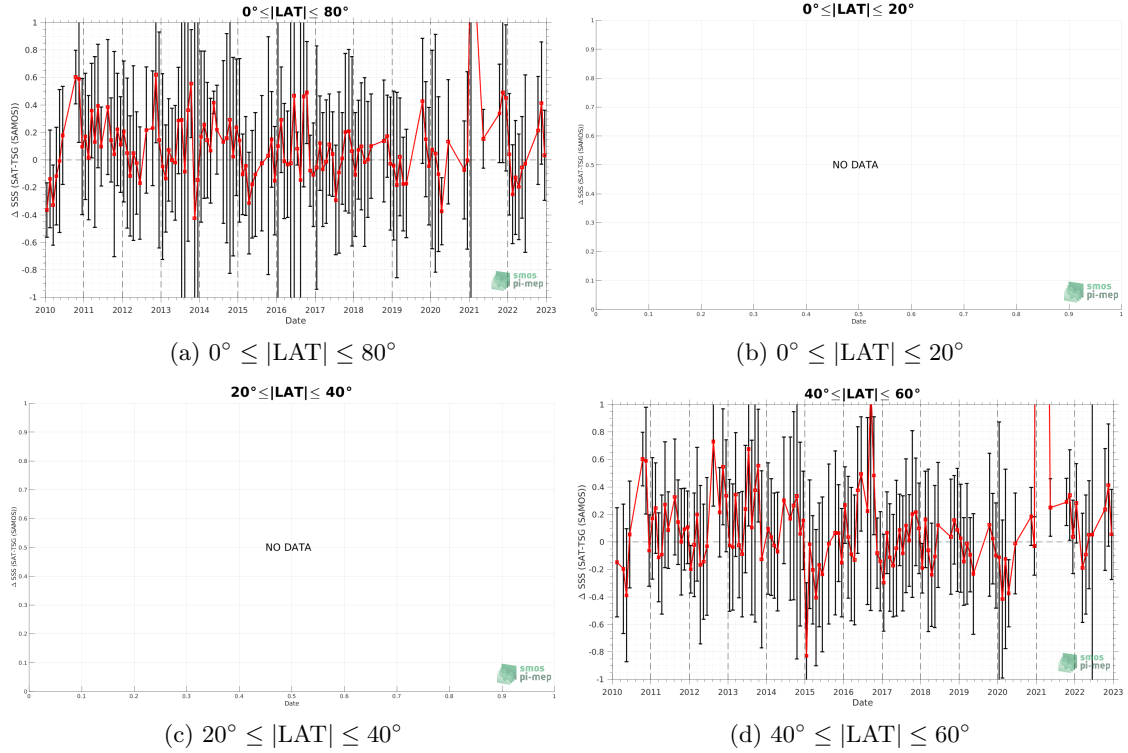 0°≤|LAT|≤ 80°
Δ SSS (SAT-TSG (SAMOS))
1
0.8
0.6
0.4
0.2
0
-0.2
-0.4
-0.6
-0.8
-1
2010 2011 2012 2013 2014 2015 2016 2017 2018 2019 2020 2021 2022 2023
Date
smos
pi-mep
(a) 0° ≤ |LAT| ≤ 80°
0°≤|LAT|≤ 20°
Δ SSS (SAT-TSG (SAMOS))
1
0.9
0.8
0.7
0.6
0.5
0.4
0.3
0.2
0.1
0
NO DATA
0 0.1 0.2 0.3 0.4 0.5 0.6 0.7 0.8 0.9 1
Date
smos
pi-mep
(b) 0° ≤ |LAT| ≤ 20°
20°≤|LAT|≤ 40°
Δ SSS (SAT-TSG (SAMOS))
1
0.9
0.8
0.7
0.6
0.5
0.4
0.3
0.2
0.1
0
NO DATA
0 0.1 0.2 0.3 0.4 0.5 0.6 0.7 0.8 0.9 1
Date
smos
pi-mep
(c) 20° ≤ |LAT| ≤ 40°
40°≤|LAT|≤ 60°
Δ SSS (SAT-TSG (SAMOS))
1
0.8
0.6
0.4
0.2
0
-0.2
-0.4
-0.6
-0.8
-1
2010 2011 2012 2013 2014 2015 2016 2017 2018 2019 2020 2021 2022 2023
Date
smos
pi-mep
(d) 40° ≤ |LAT| ≤ 60°